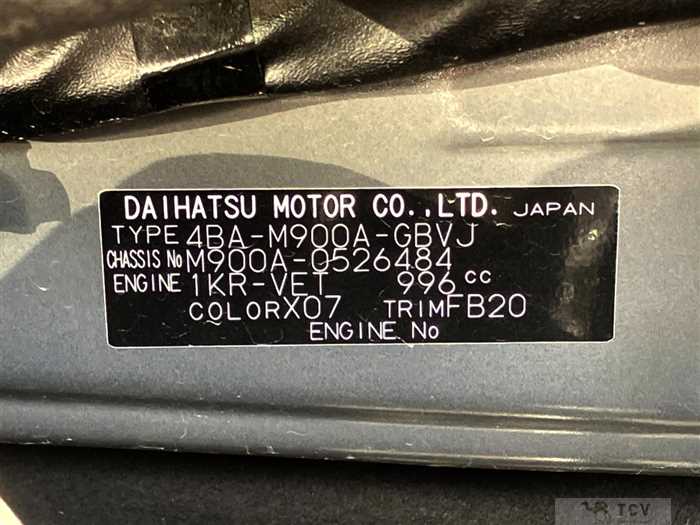 DAIHATSU MOTOR CO.,LTD. JAPAN
TYPE 4BA-M900A-GBVJ
CHASSIS No M900A-0526484
ENGINE 1KR-VET 996 cc
COLOR X07 TRIM FB20
ENGINE No
TCV